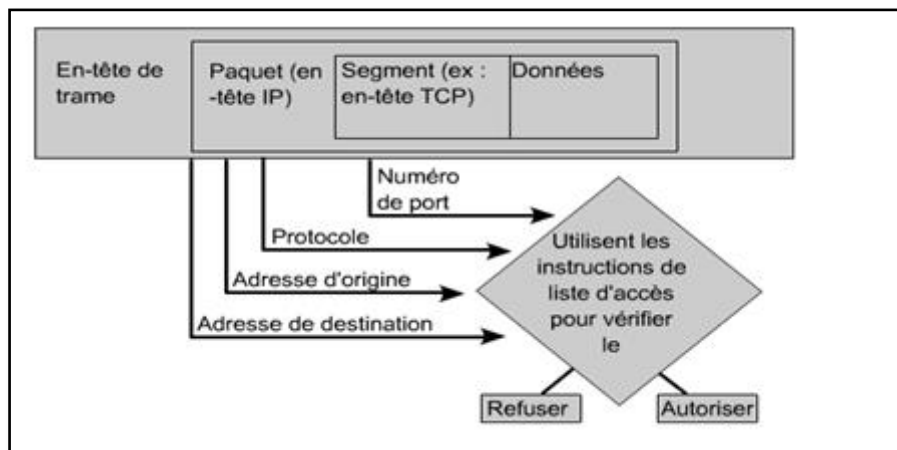 En-tête de
trame
Paquet (en
-tête IP)
Segment (ex :
en-tête TCP)
Données
Numéro
de port
Protocole
Adresse d'origine
Adresse de destination
Utilisent les
instructions de
liste d'accès
pour vérifier
le
Refuser
Autoriser